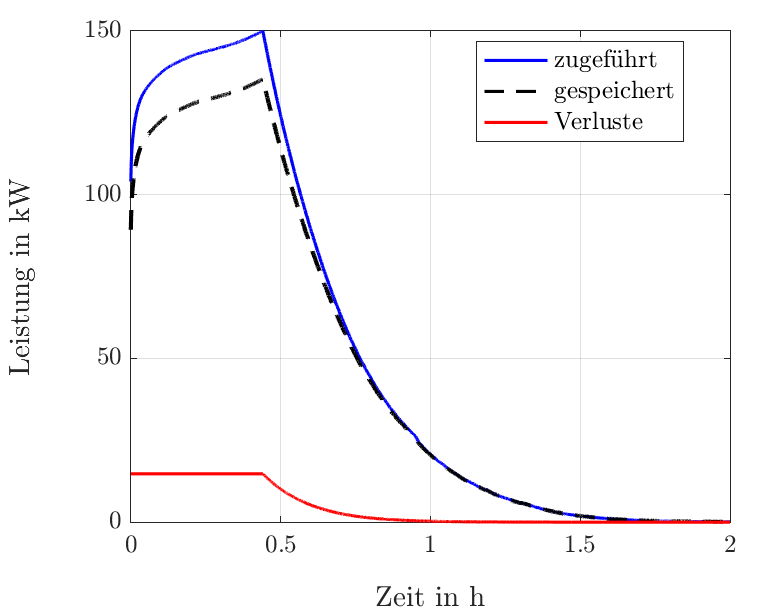 150
100
50
0
Leistung in kW
zugeführt
gespeichert
Verluste
0 0.5 1 1.5 2
Zeit in h